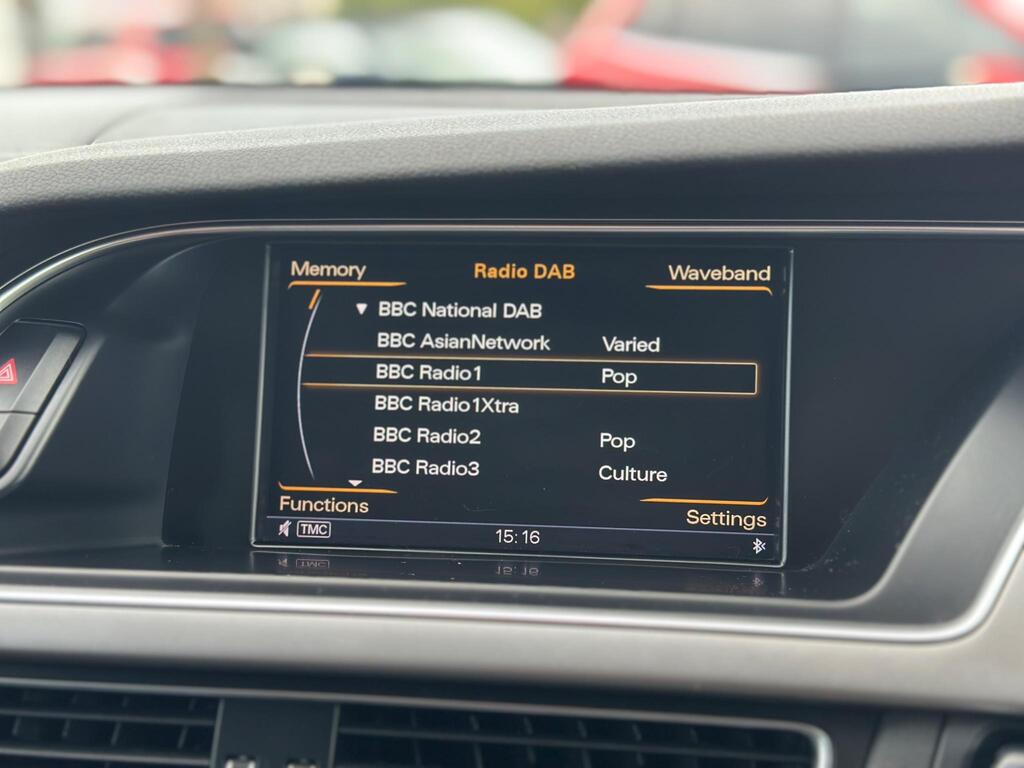 Memory Radio DAB Waveband
BBC National DAB
BBC AsianNetwork Varied
BBC Radio1 Pop
BBC Radio1Xtra
BBC Radio2 Pop
BBC Radio3 Culture
Functions Settings
TMC 15:16